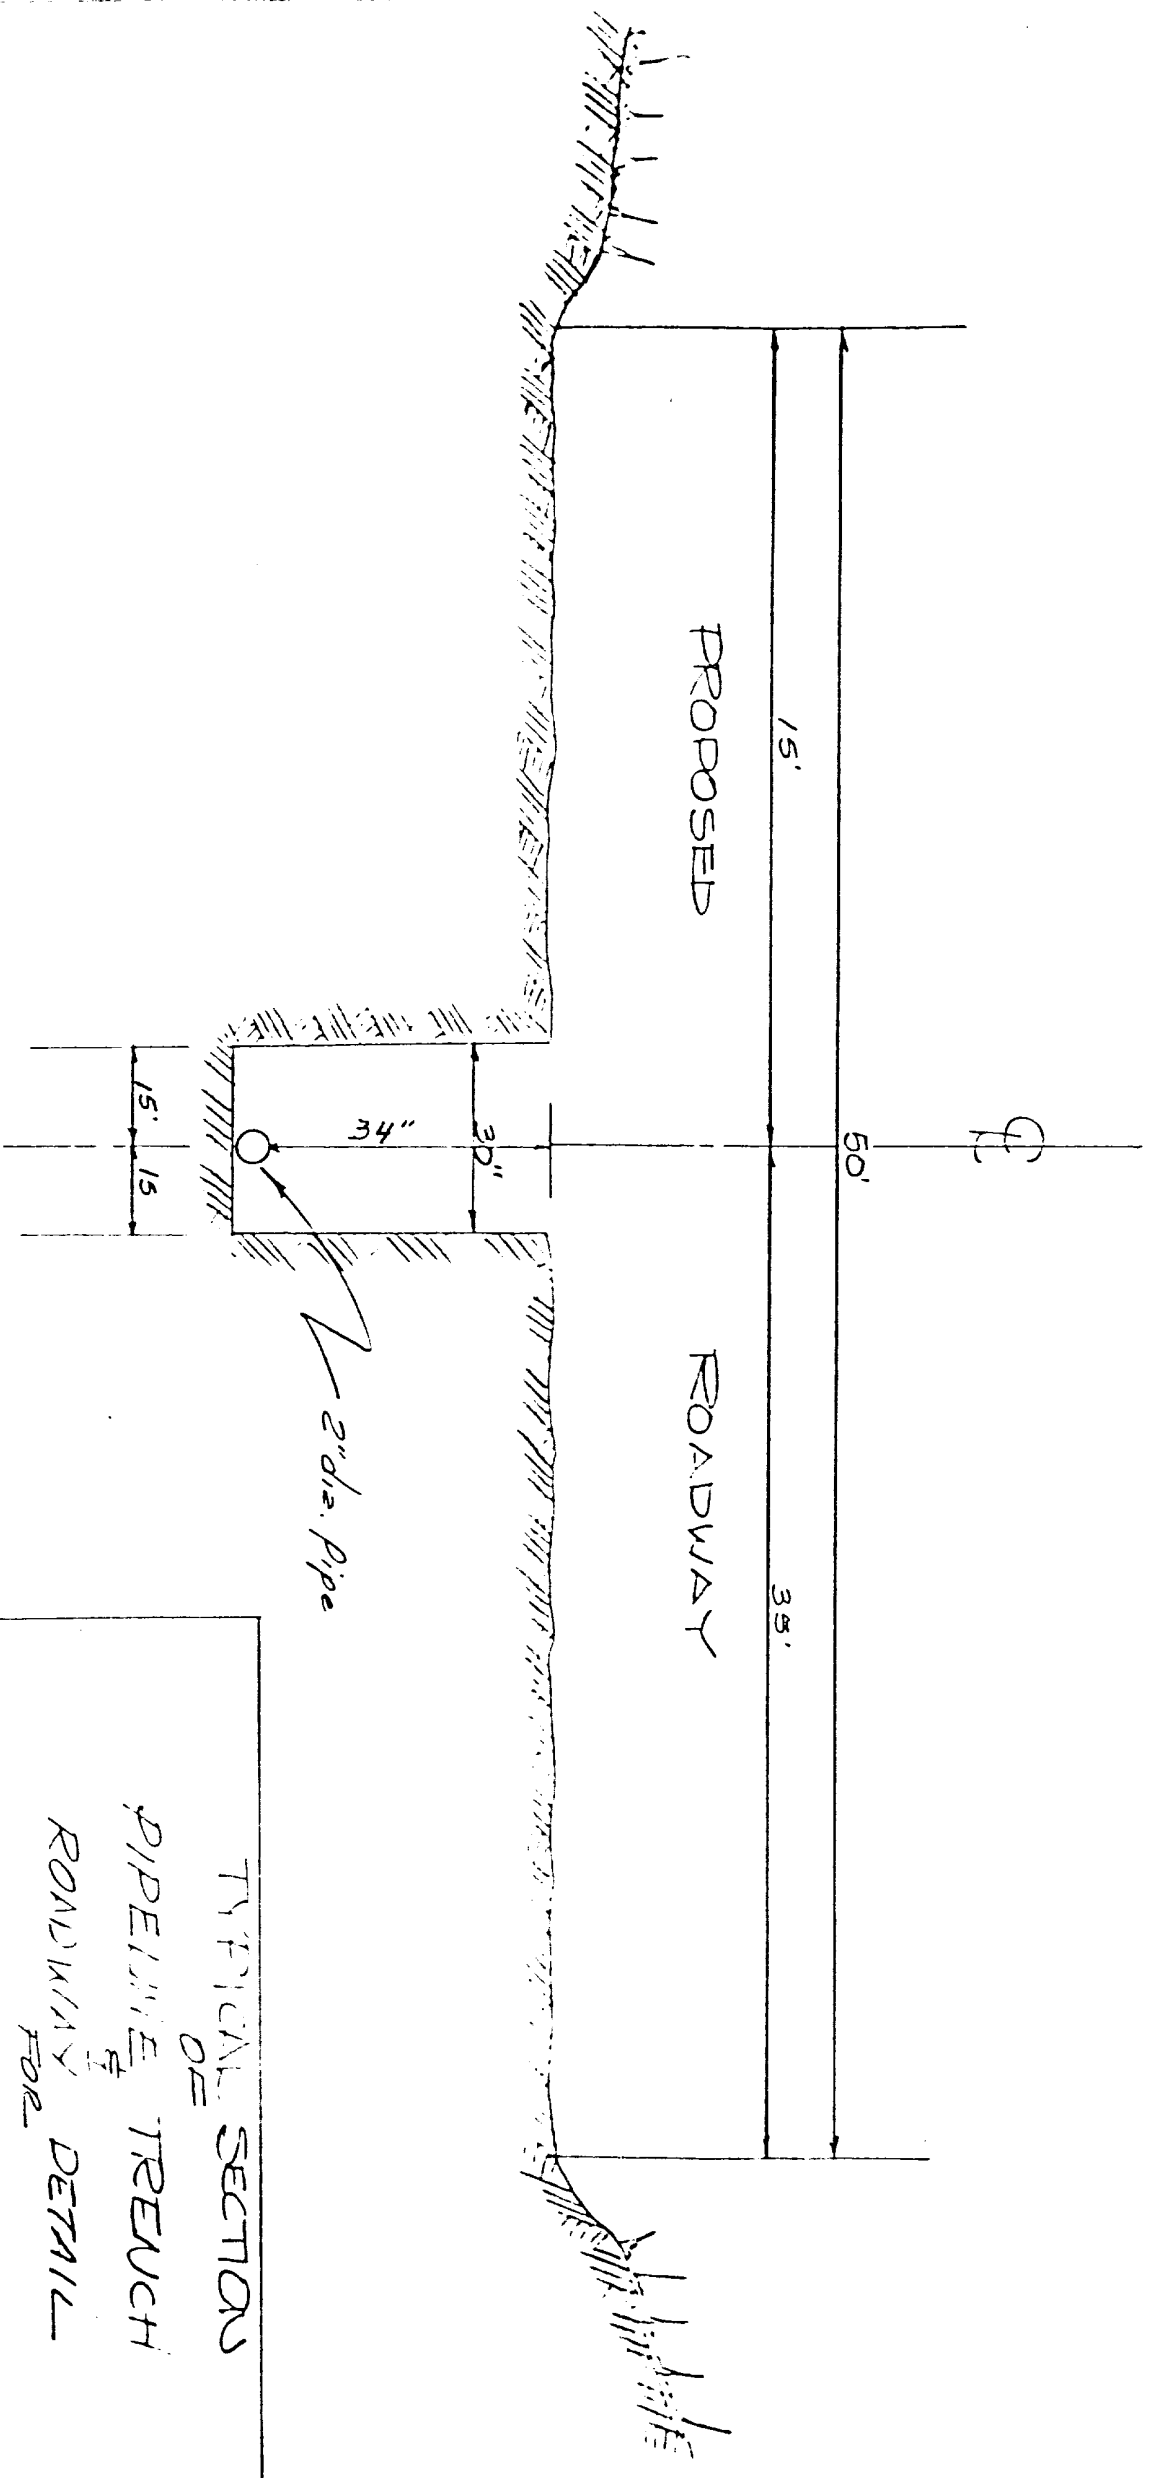 ℄
50'
15'
35'
PROPOSED ROADWAY
30"
34"
2" dia. Pipe
15' 15
TYPICAL SECTION
OF
PIPELINE TRENCH
&
ROADWAY DETAIL
FOR